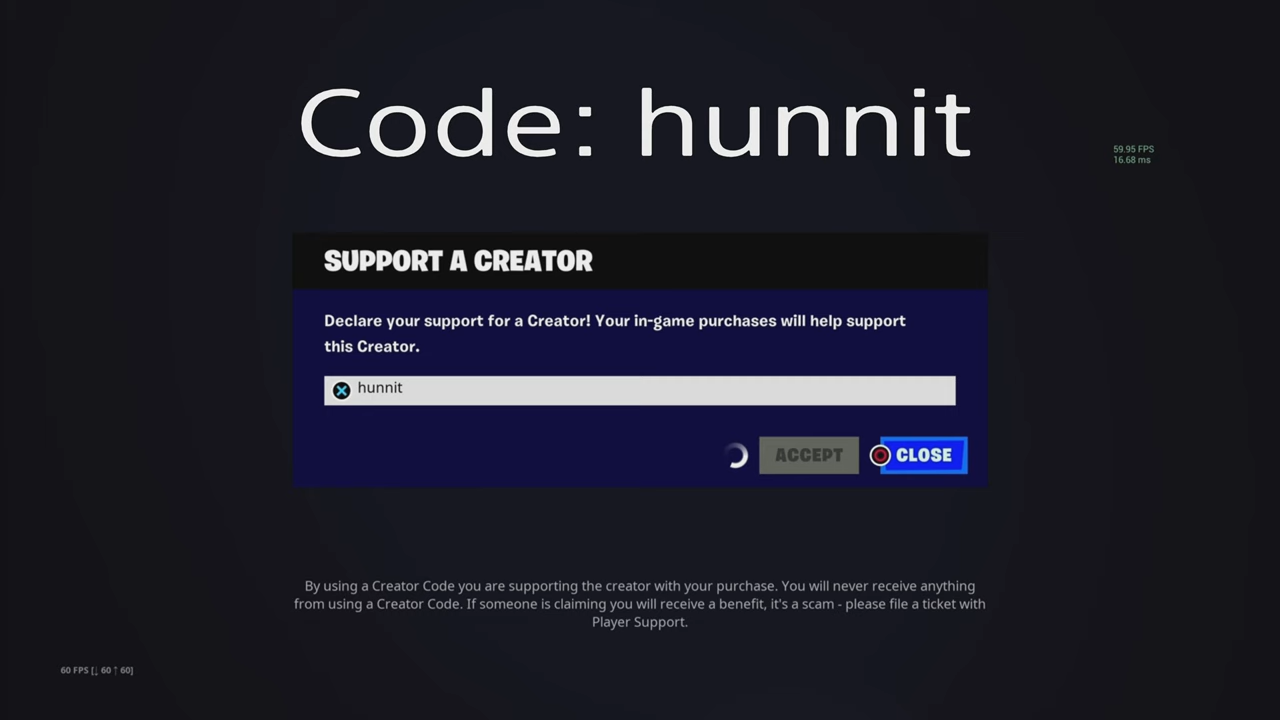 Code: hunnit
59.95 FPS
16.68 ms
SUPPORT A CREATOR
Declare your support for a Creator! Your in-game purchases will help support
this Creator.
hunnit
ACCEPT
CLOSE
By using a Creator Code you are supporting the creator with your purchase. You will never receive anything
from using a Creator Code. If someone is claiming you will receive a benefit, it's a scam - please file a ticket with
Player Support.
60 FPS [↓ 60 ↑ 60]